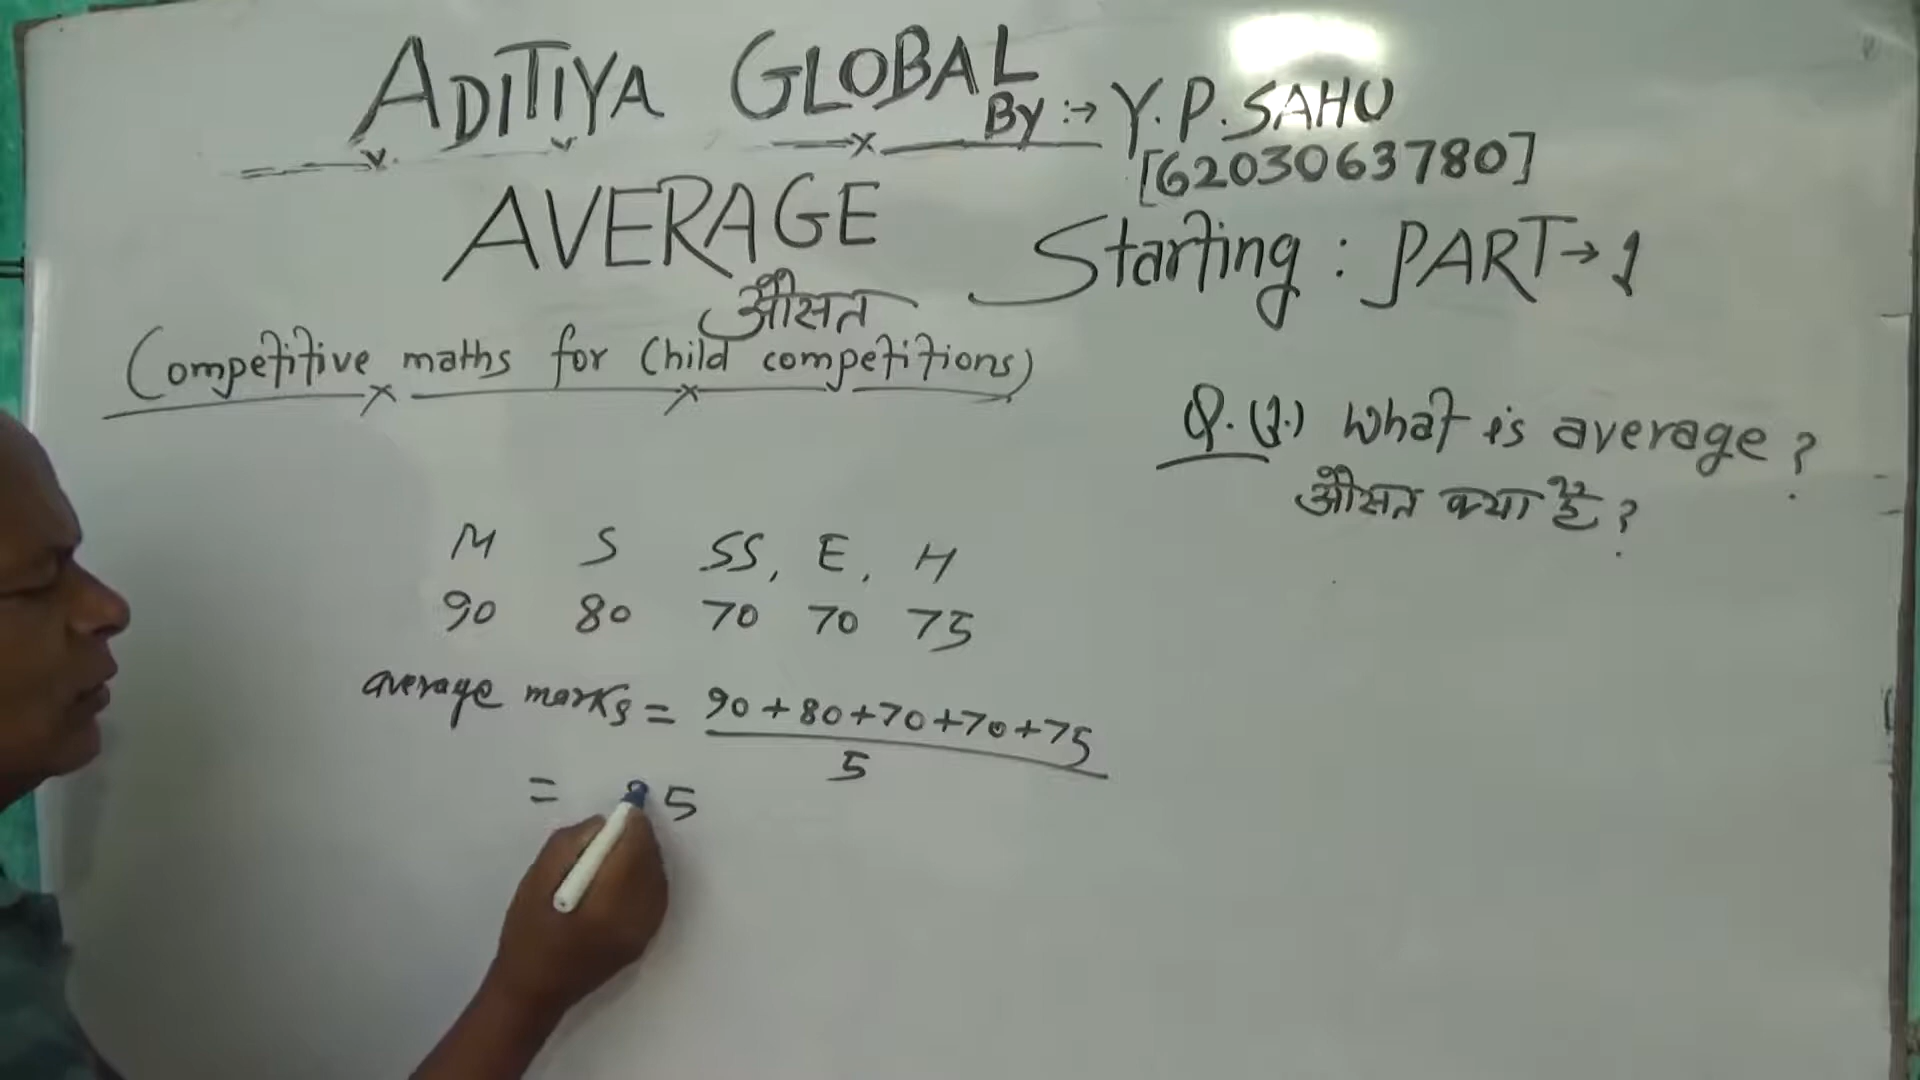 ADITIYA GLOBAL
By :→ Y.P.SAHU
[6203063780]
AVERAGE
औसत
Starting : PART→1
(Competitive maths for Child competitions)
Q.(1.) What is average?
औसत क्या है?
M S SS, E, H
90 80 70 70 75
average marks = 90+80+70+70+75
5
= 5